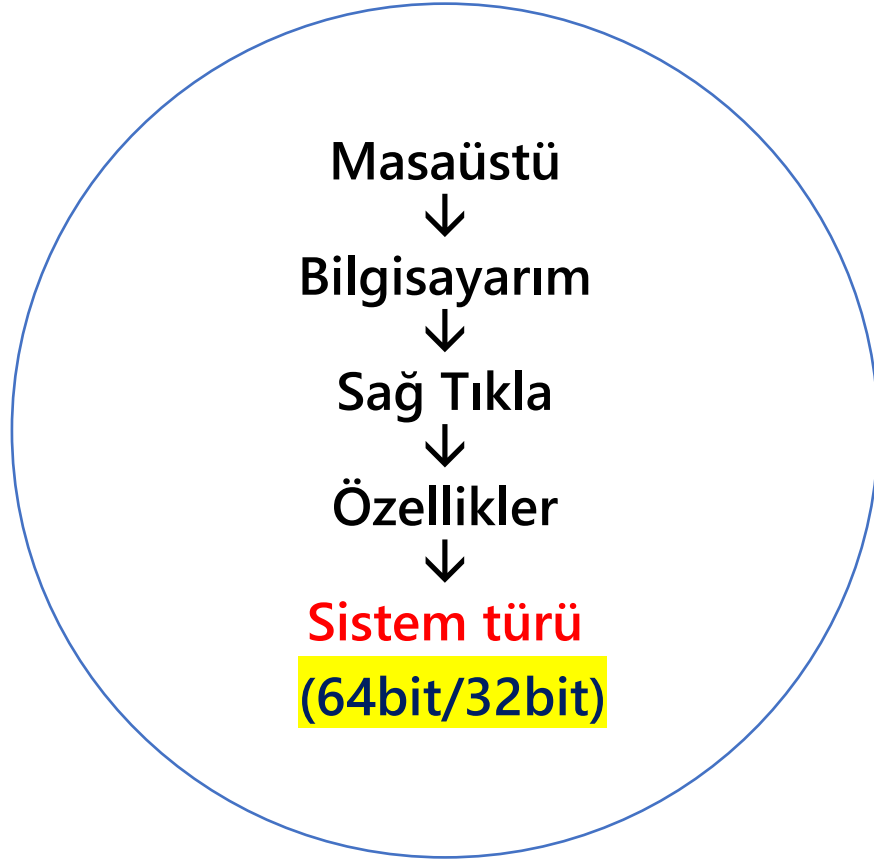 Masaüstü
↓
Bilgisayarım
↓
Sağ Tıkla
↓
Özellikler
↓
Sistem türü
(64bit/32bit)